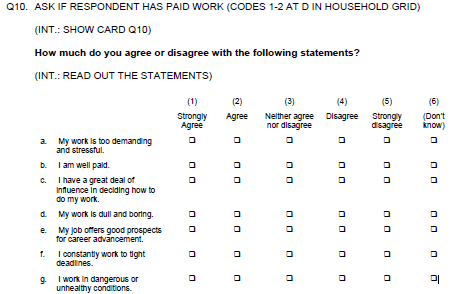 Q10. ASK IF RESPONDENT HAS PAID WORK (CODES 1-2 AT D IN HOUSEHOLD GRID)
(INT.: SHOW CARD Q10)
How much do you agree or disagree with the following statements?
(INT.: READ OUT THE STATEMENTS)
(1) (2) (3) (4) (5) (6)
Strongly Agree Neither agree Disagree Strongly (Don't
Agree nor disagree disagree know)
a. My work is too demanding
and stressful.
b. I am well paid.
c. I have a great deal of
influence in deciding how to
do my work.
d. My work is dull and boring.
e. My job offers good prospects
for career advancement.
f. I constantly work to tight
deadlines.
g. I work in dangerous or
unhealthy conditions.